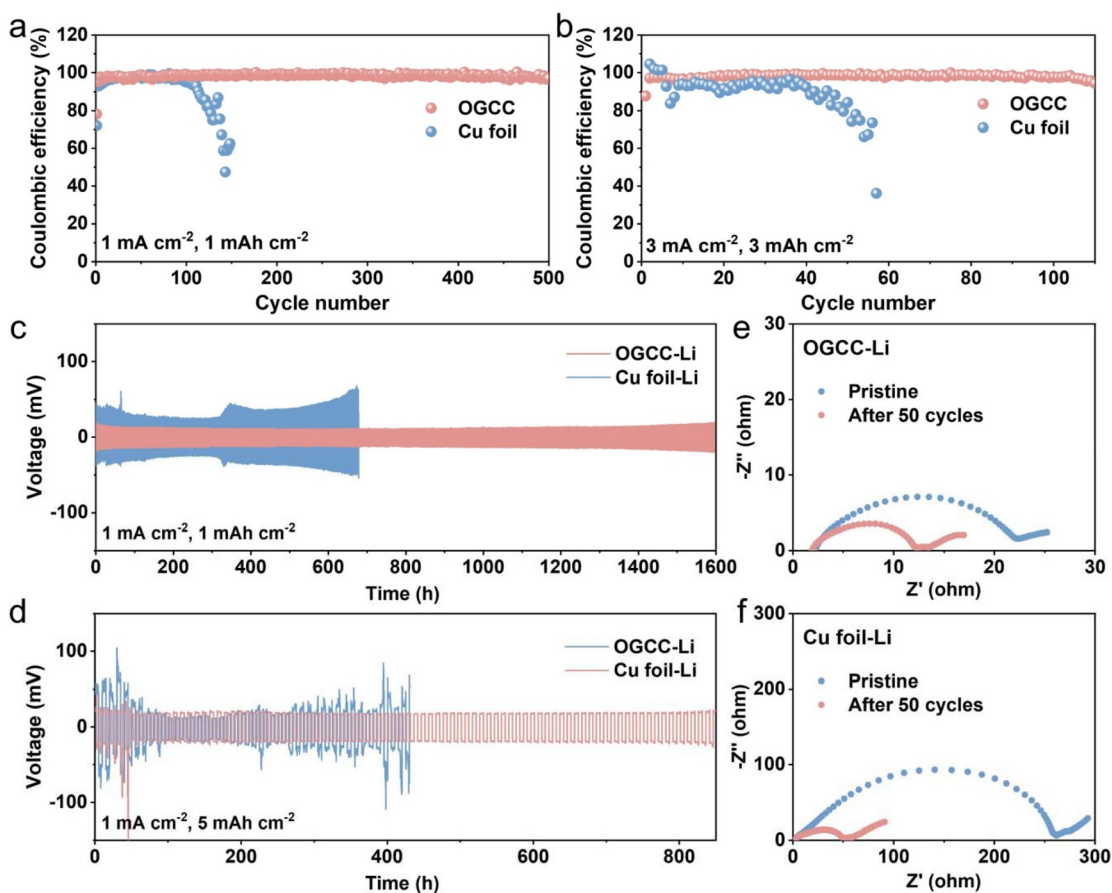 a
Coulombic efficiency (%)
120
100
80
60
40
20
0
OGCC
Cu foil
1 mA cm⁻², 1 mAh cm⁻²
0
100
200
300
400
500
Cycle number
b
Coulombic efficiency (%)
120
100
80
60
40
20
0
OGCC
Cu foil
3 mA cm⁻², 3 mAh cm⁻²
0
20
40
60
80
100
Cycle number
c
Voltage (mV)
100
0
-100
OGCC-Li
Cu foil-Li
1 mA cm⁻², 1 mAh cm⁻²
0
200
400
600
800
1000
1200
1400
1600
Time (h)
e
-Z'' (ohm)
30
15
0
OGCC-Li
Pristine
After 50 cycles
0
10
20
30
Z' (ohm)
d
Voltage (mV)
100
0
-100
OGCC-Li
Cu foil-Li
1 mA cm⁻², 5 mAh cm⁻²
0
200
400
600
800
Time (h)
f
-Z'' (ohm)
300
200
100
0
Cu foil-Li
Pristine
After 50 cycles
0
100
200
300
Z' (ohm)